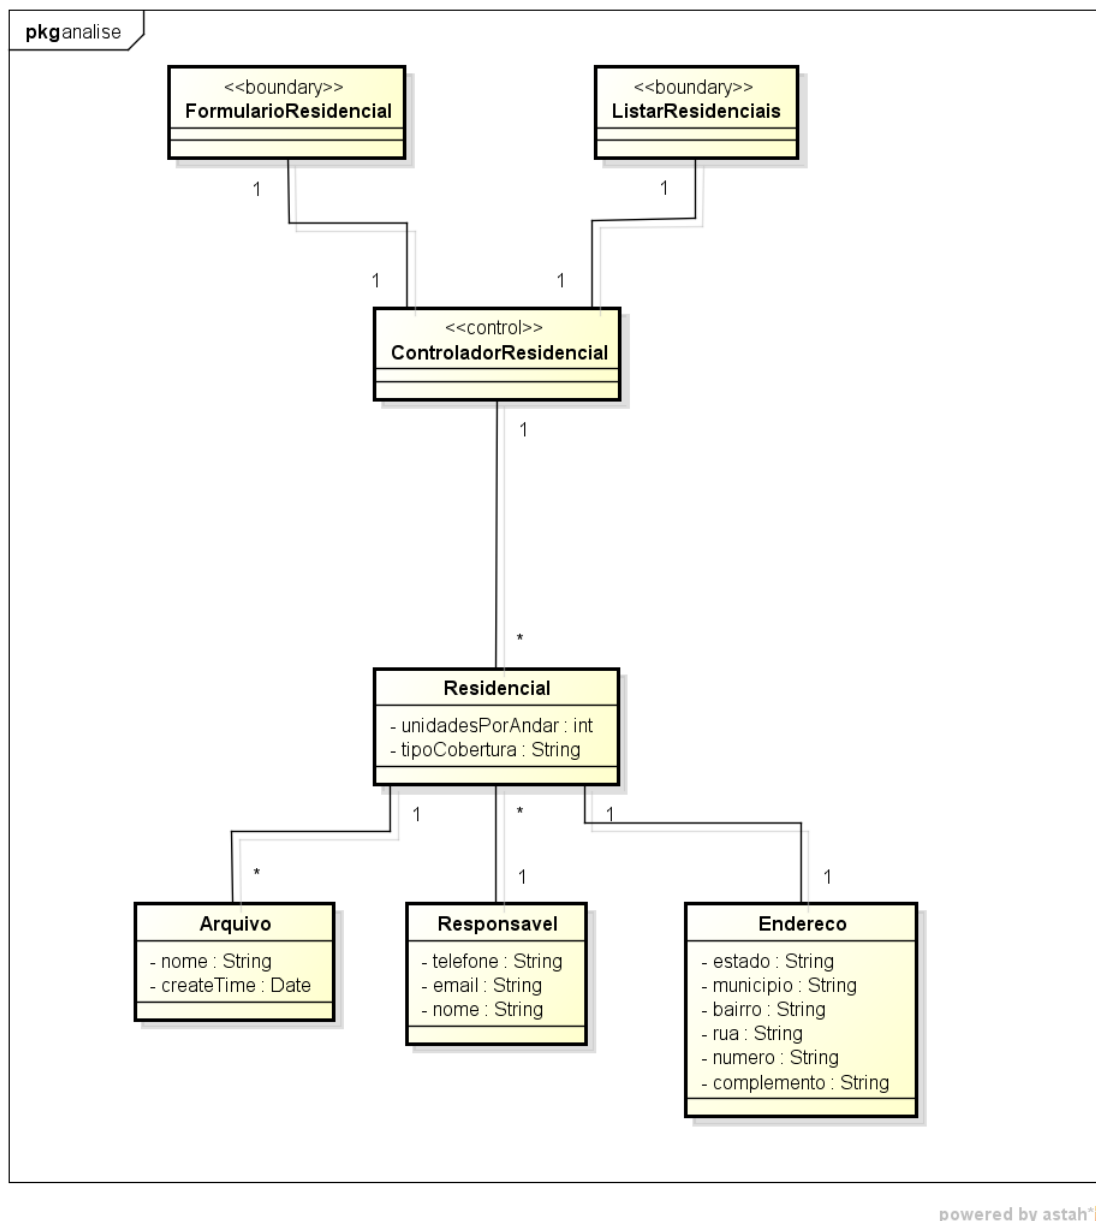 pkg analise
<<boundary>>
FormularioResidencial
<<boundary>>
ListarResidenciais
1
1
1
1
<<control>>
ControladorResidencial
1
*
Residencial
- unidadesPorAndar : int
- tipoCobertura : String
1
*
1
*
1
1
Arquivo
- nome : String
- createTime : Date
Responsavel
- telefone : String
- email : String
- nome : String
Endereco
- estado : String
- municipio : String
- bairro : String
- rua : String
- numero : String
- complemento : String
powered by astah*